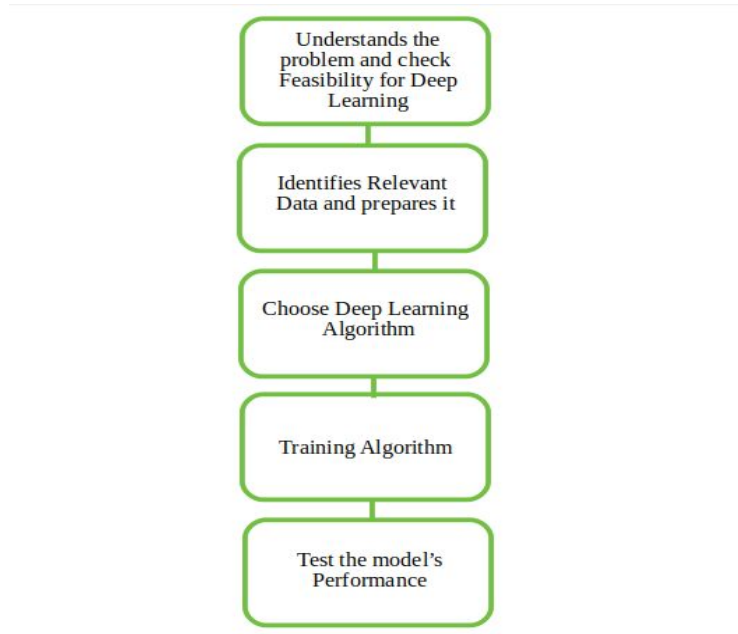 Understands the
problem and check
Feasibility for Deep
Learning
Identifies Relevant
Data and prepares it
Choose Deep Learning
Algorithm
Training Algorithm
Test the model’s
Performance